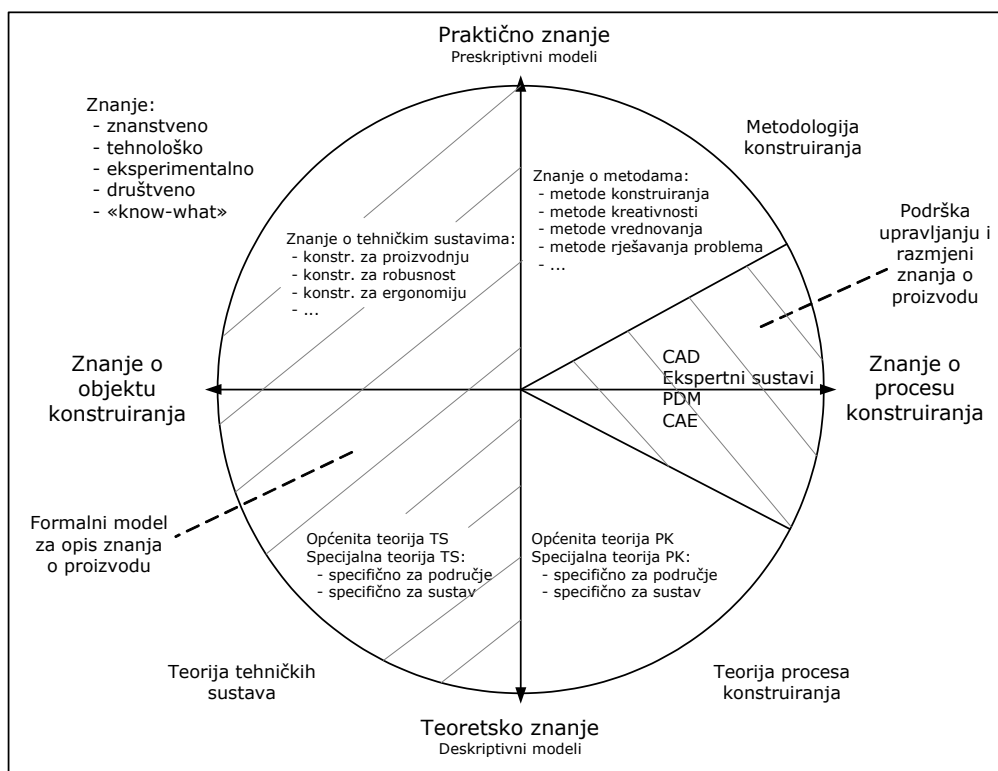 Praktično znanje
Preskriptivni modeli
Znanje:
- znanstveno
- tehnološko
- eksperimentalno
- društveno
- «know-what»
Metodologija
konstruiranja
Znanje o metodama:
- metode konstruiranja
- metode kreativnosti
- metode vrednovanja
- metode rješavanja problema
- ...
Podrška
upravljanju i
razmjeni
znanja o
proizvodu
Znanje o tehničkim sustavima:
- konstr. za proizvodnju
- konstr. za robusnost
- konstr. za ergonomiju
- ...
Znanje o
objektu
konstruiranja
CAD
Ekspertni sustavi
PDM
CAE
Znanje o
procesu
konstruiranja
Formalni model
za opis znanja
o proizvodu
Općenita teorija TS
Specijalna teorija TS:
- specifično za područje
- specifično za sustav
Općenita teorija PK
Specijalna teorija PK:
- specifično za područje
- specifično za sustav
Teorija tehničkih
sustava
Teorija procesa
konstruiranja
Teoretsko znanje
Deskriptivni modeli